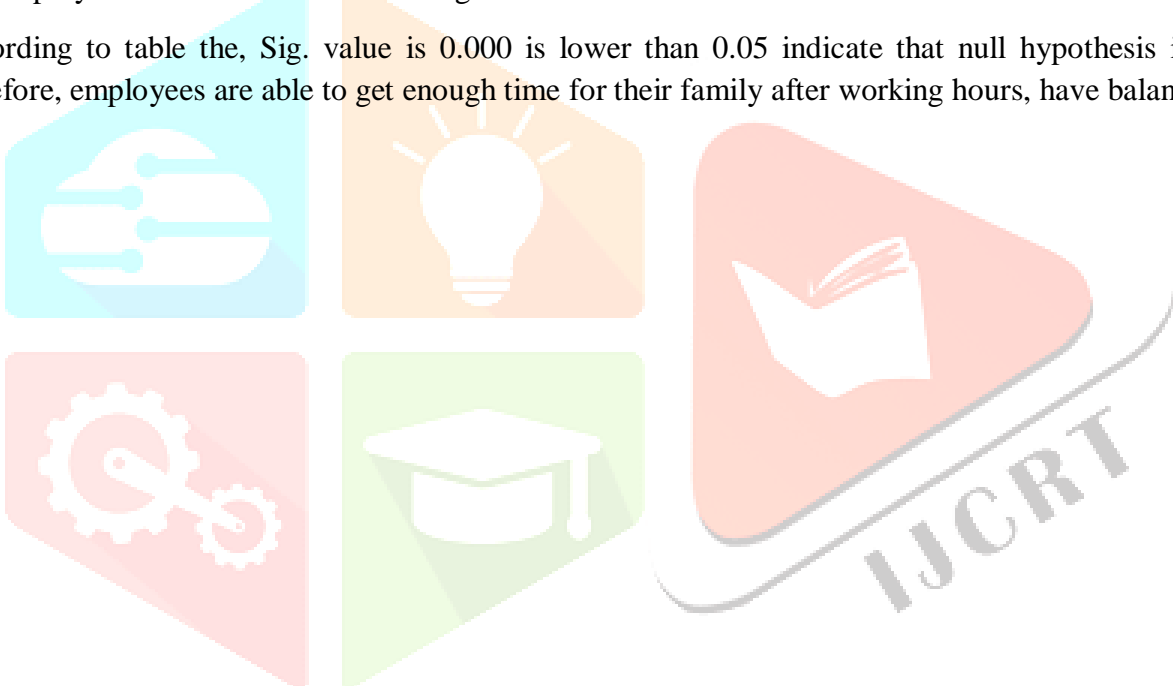 ording to table the, Sig. value is 0.000 is lower than 0.05 indicate that null hypothesis i
efore, employees are able to get enough time for their family after working hours, have balan
IJCRT